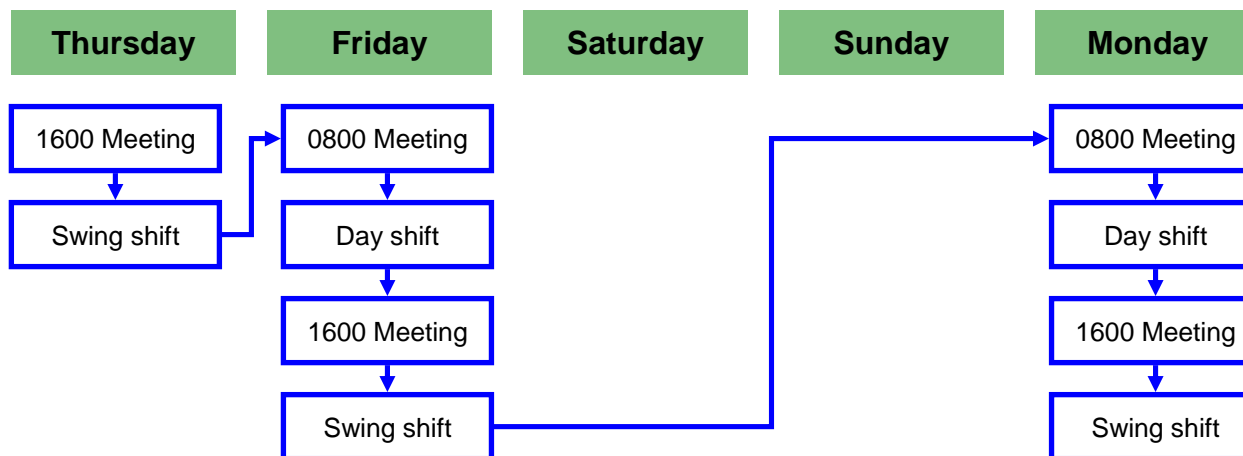 Thursday
Friday
Saturday
Sunday
Monday
1600 Meeting
Swing shift
0800 Meeting
Day shift
1600 Meeting
Swing shift
0800 Meeting
Day shift
1600 Meeting
Swing shift